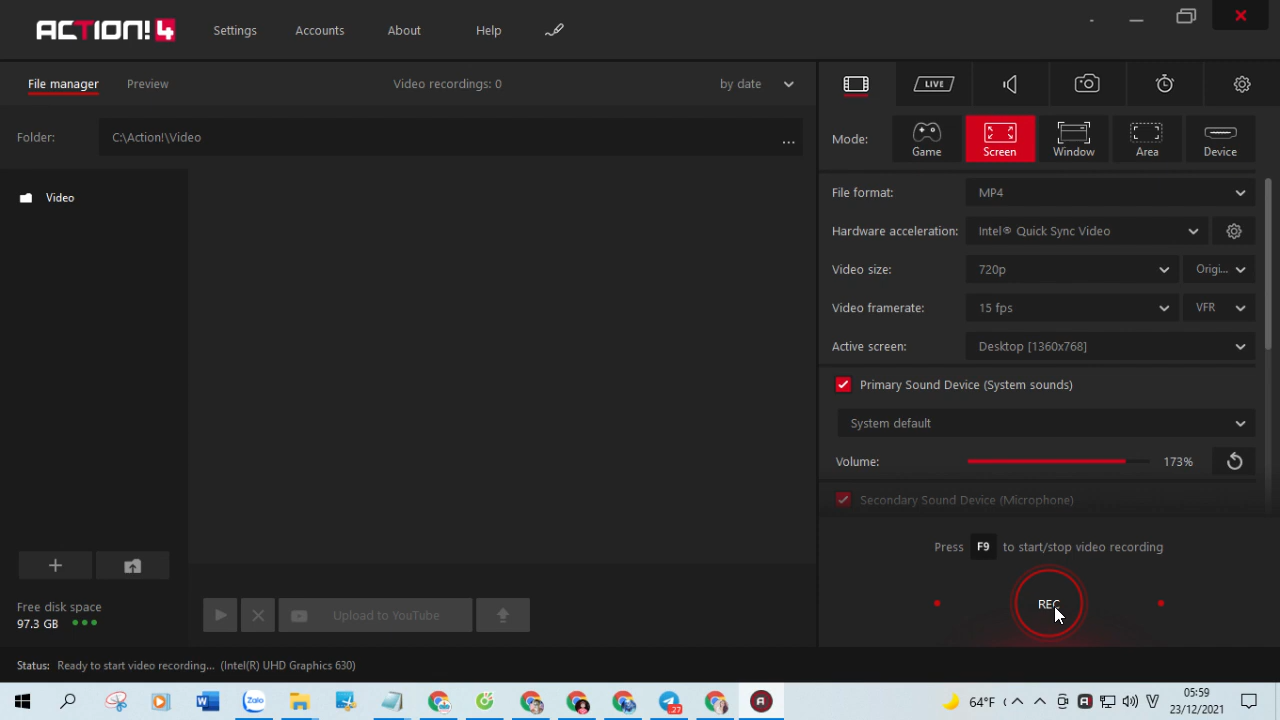 ACTION! 4
Settings
Accounts
About
Help
File manager
Preview
Video recordings: 0
by date
LIVE
Folder:
C:\Action!\Video
...
Mode:
Game
Screen
Window
Area
Device
Video
File format:
MP4
Hardware acceleration:
Intel® Quick Sync Video
Video size:
720p
Origi...
Video framerate:
15 fps
VFR
Active screen:
Desktop [1360x768]
Primary Sound Device (System sounds)
System default
Volume:
173%
Secondary Sound Device (Microphone)
Press F9 to start/stop video recording
REC
Free disk space
97.3 GB
Upload to YouTube
Status: Ready to start video recording... (Intel(R) UHD Graphics 630)
Zalo
27
64°F
05:59
23/12/2021